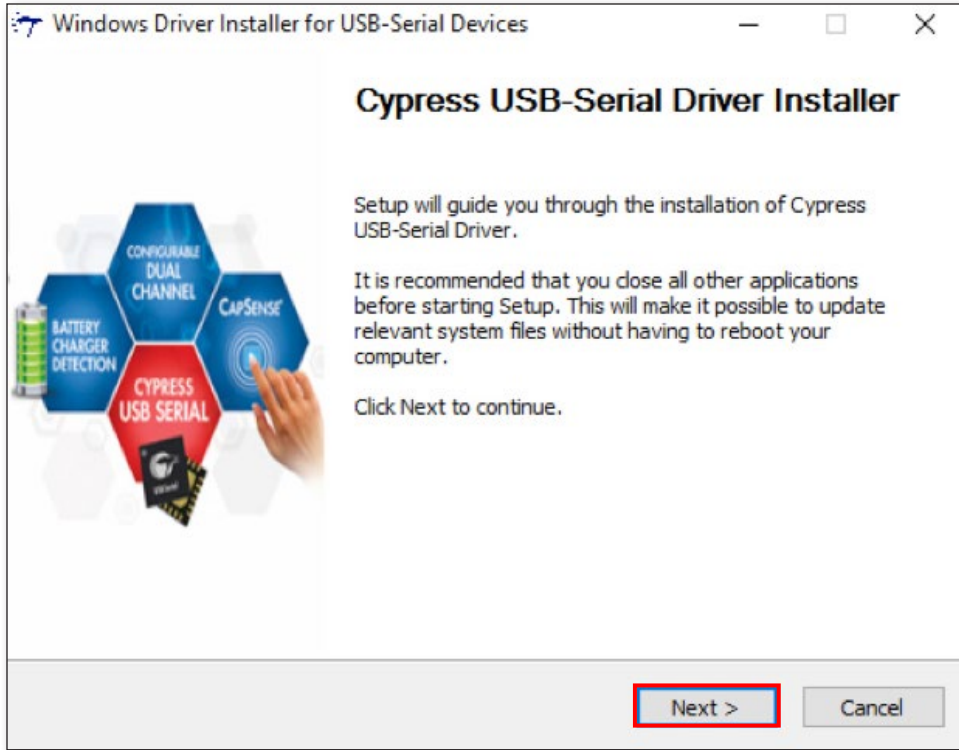 Windows Driver Installer for USB-Serial Devices
Cypress USB-Serial Driver Installer
Setup will guide you through the installation of Cypress
USB-Serial Driver.
It is recommended that you close all other applications
before starting Setup. This will make it possible to update
relevant system files without having to reboot your
computer.
Click Next to continue.
CONFIGURABLE
DUAL
CHANNEL
CAPSENSE®
BATTERY
CHARGER
DETECTION
CYPRESS
USB SERIAL
Next >
Cancel